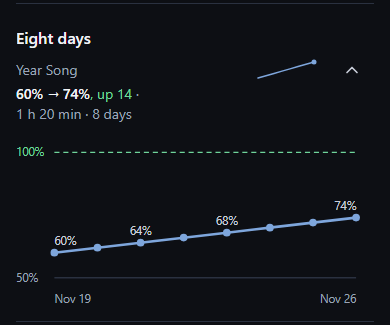 Eight days
Year Song
60% → 74%, up 14 ·
1 h 20 min · 8 days
100%
74%
68%
64%
60%
50%
Nov 19
Nov 26